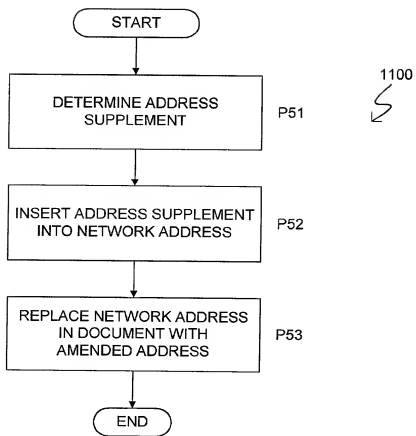 START
1100
DETERMINE ADDRESS
SUPPLEMENT
P51
INSERT ADDRESS SUPPLEMENT
INTO NETWORK ADDRESS
P52
REPLACE NETWORK ADDRESS
IN DOCUMENT WITH
AMENDED ADDRESS
P53
END